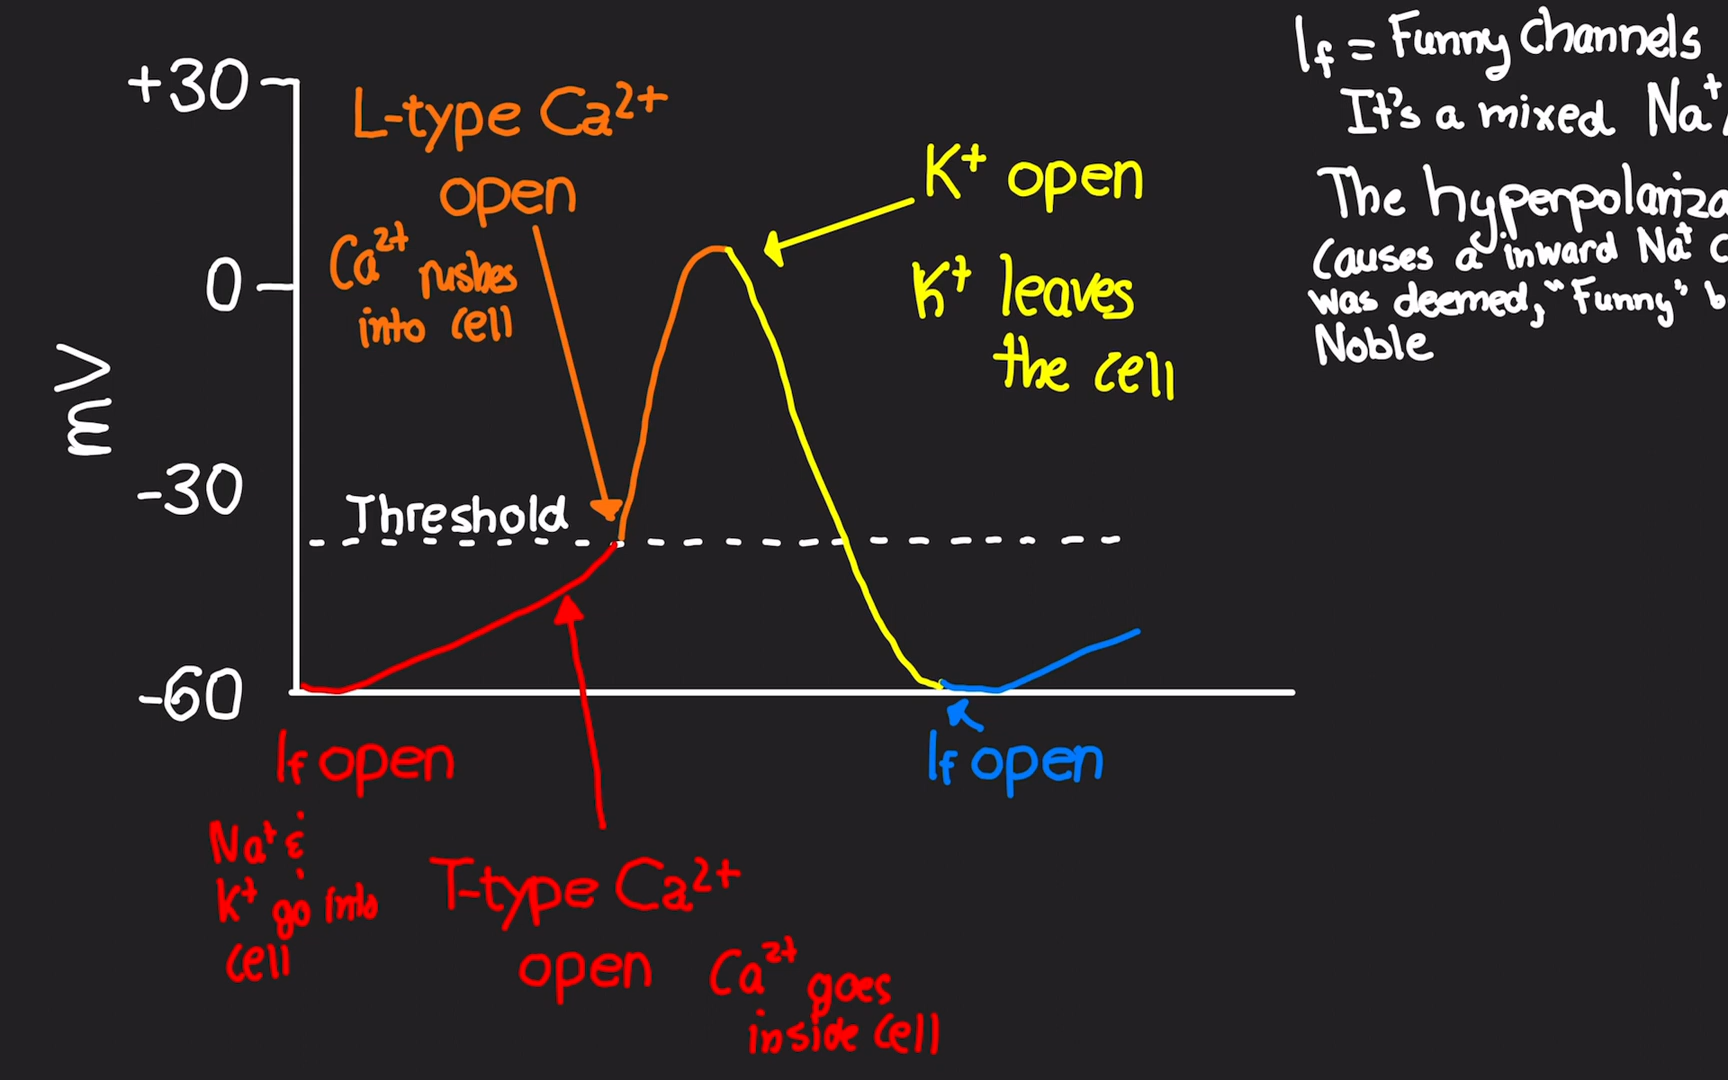 +30
L-type Ca²⁺
open
Ca²⁺ rushes
into cell
0
mV
-30
Threshold
-60
K⁺ open
K⁺ leaves
the cell
If open
Na⁺ &
K⁺ go into
cell
T-type Ca²⁺
open
Ca²⁺ goes
inside cell
If open
If = Funny Channels
It's a mixed Na⁺/
The hyperpolariza
causes a inward Na⁺
was deemed, "Funny" b
Noble